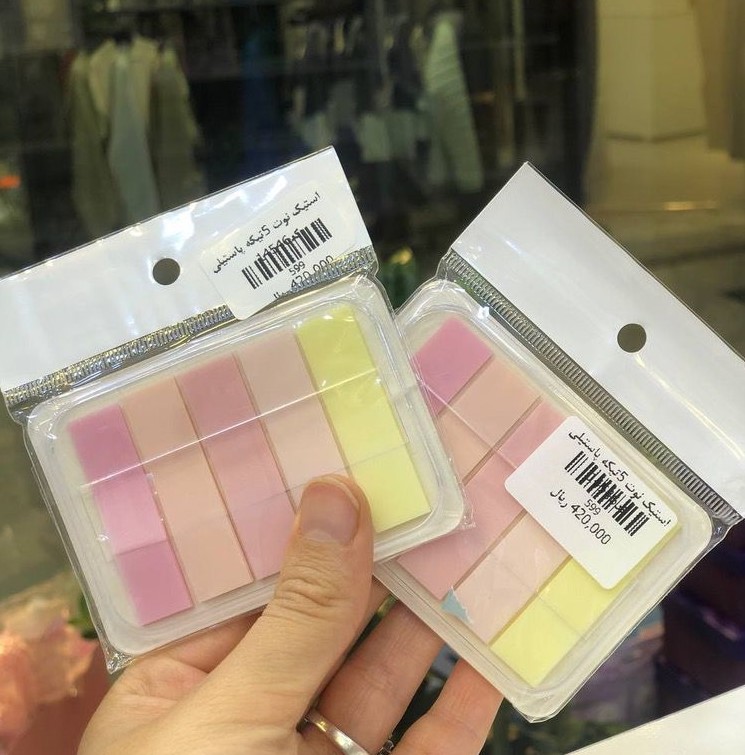 استیک نوت 5تیکه پاستیلی
599
420,000
استیک نوت 5تیکه پاستیلی
599
420,000 ریال